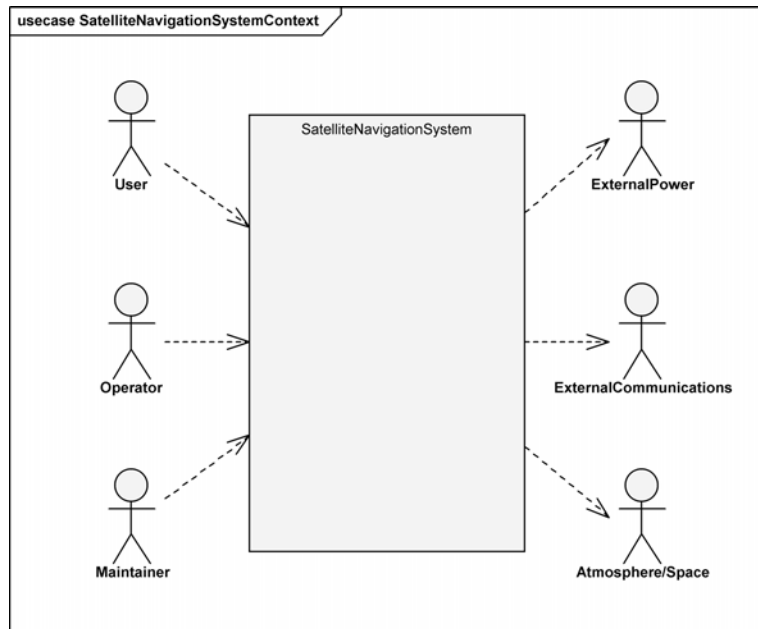 usecase SatelliteNavigationSystemContext
SatelliteNavigationSystem
User
ExternalPower
Operator
ExternalCommunications
Maintainer
Atmosphere/Space